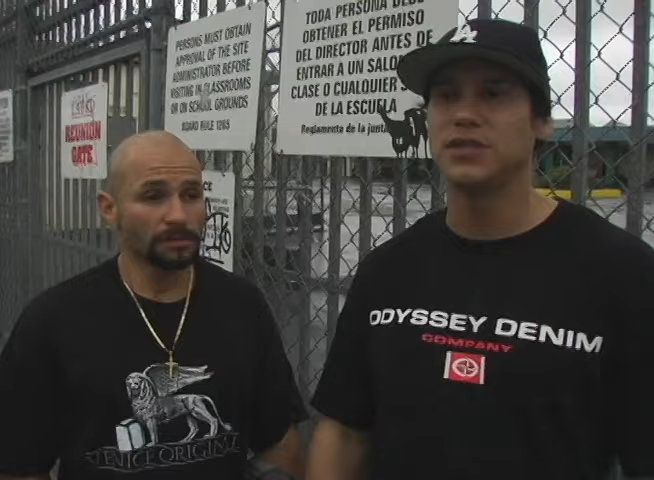 PERSONS MUST OBTAIN
APPROVAL OF THE SITE
ADMINISTRATOR BEFORE
VISITING IN CLASSROOMS
OR ON SCHOOL GROUNDS
BOARD RULE 1265
TODA PERSONA DEBE
OBTENER EL PERMISO
DEL DIRECTOR ANTES DE
ENTRAR A UN SALO
CLASE O CUALQUIER S
DE LA ESCUELA
Reglamento de la junta
GATE
LA
ODYSSEY DENIM
COMPANY
VENICE ORIGINAL